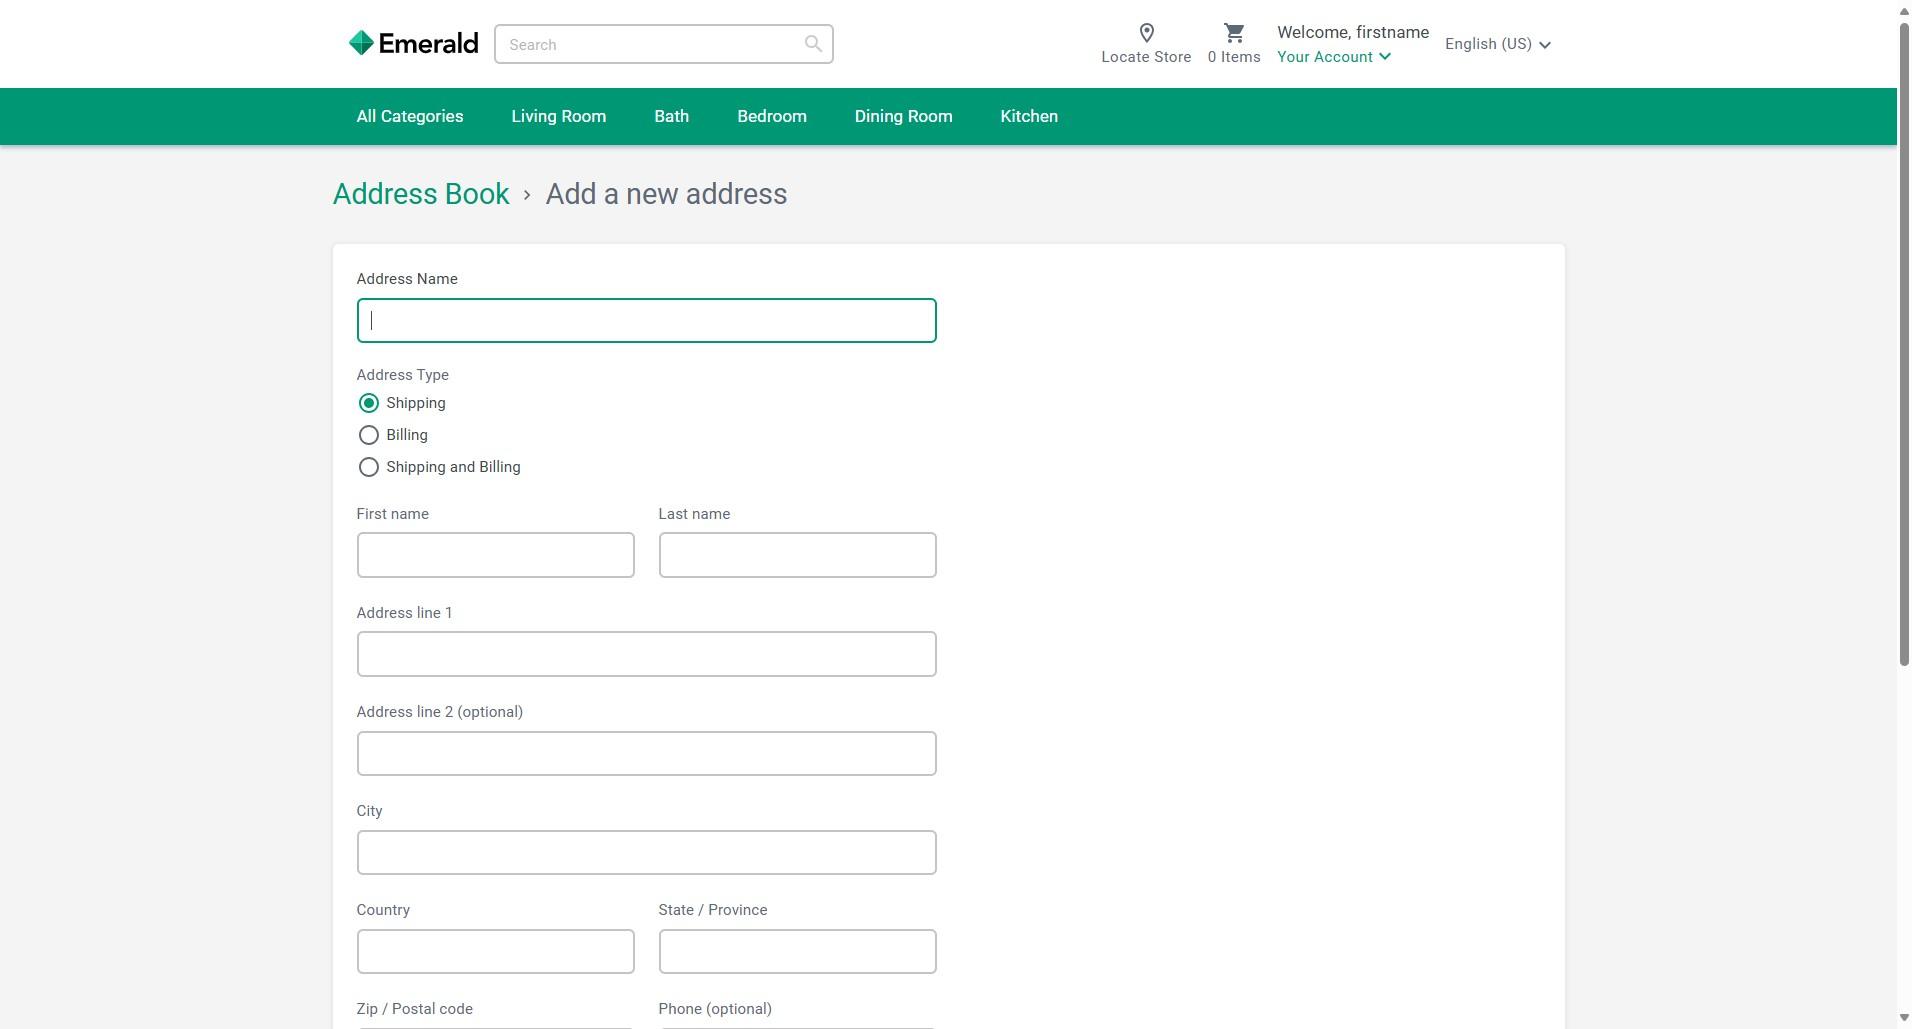 Emerald
Search
Locate Store
0 Items
Welcome, firstname
Your Account
English (US)
All Categories
Living Room
Bath
Bedroom
Dining Room
Kitchen
Address Book › Add a new address
Address Name
Address Type
Shipping
Billing
Shipping and Billing
First name
Last name
Address line 1
Address line 2 (optional)
City
Country
State / Province
Zip / Postal code
Phone (optional)